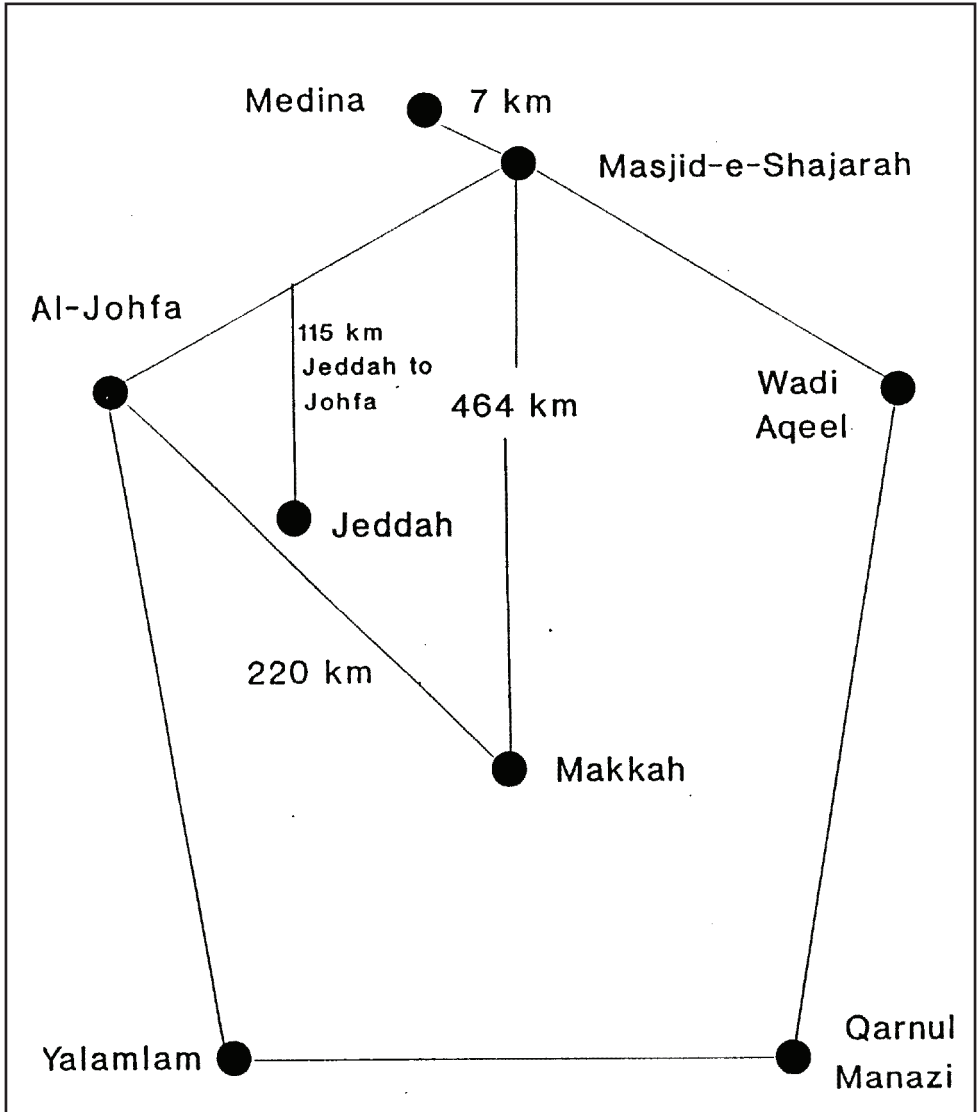 Medina
7 km
Masjid-e-Shajarah
Al-Johfa
115 km
Jeddah to
Johfa
464 km
Wadi
Aqeel
Jeddah
220 km
Makkah
Yalamlam
Qarnul
Manazi